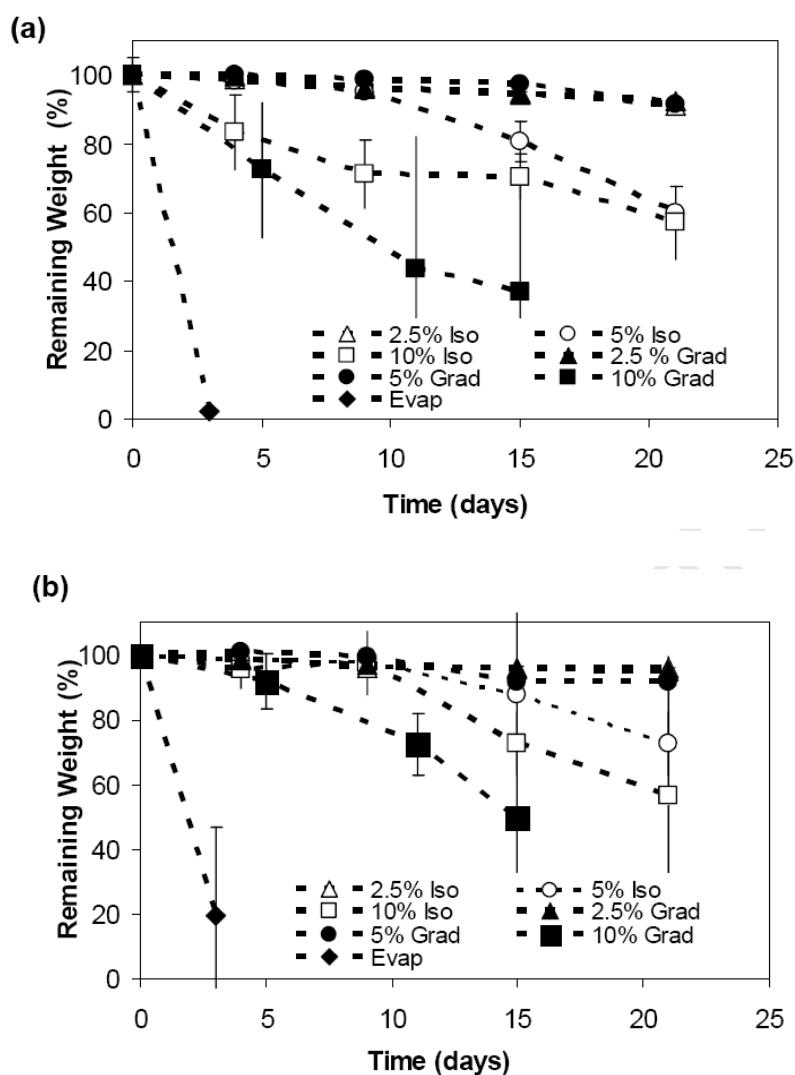 (a)
Remaining Weight (%)
100
80
60
40
20
0
2.5% Iso
5% Iso
10% Iso
2.5 % Grad
5% Grad
10% Grad
Evap
0 5 10 15 20 25
Time (days)
(b)
Remaining Weight (%)
100
80
60
40
20
0
2.5% Iso
5% Iso
10% Iso
2.5% Grad
5% Grad
10% Grad
Evap
0 5 10 15 20 25
Time (days)